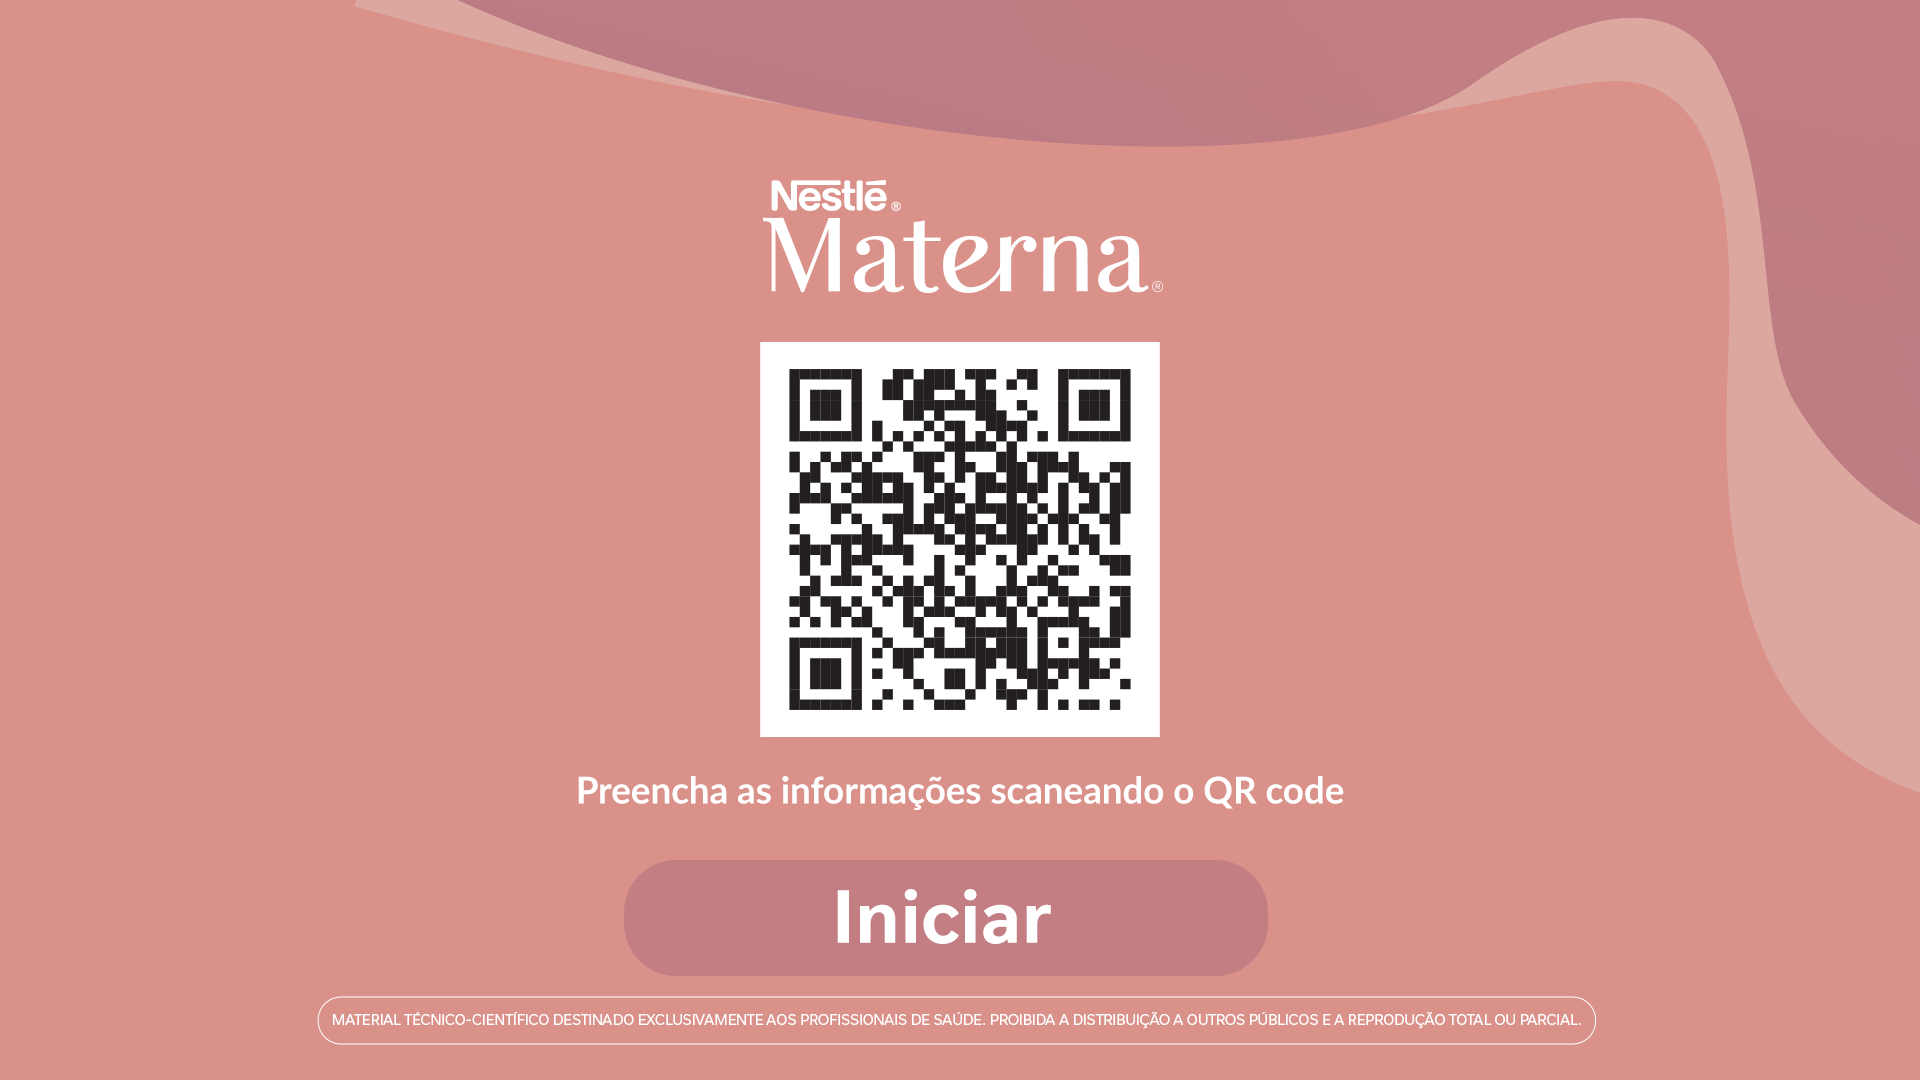 Nestlé®
Materna®
Preencha as informações scaneando o QR code
Iniciar
MATERIAL TÉCNICO-CIENTÍFICO DESTINADO EXCLUSIVAMENTE AOS PROFISSIONAIS DE SAÚDE. PROIBIDA A DISTRIBUIÇÃO A OUTROS PÚBLICOS E A REPRODUÇÃO TOTAL OU PARCIAL.